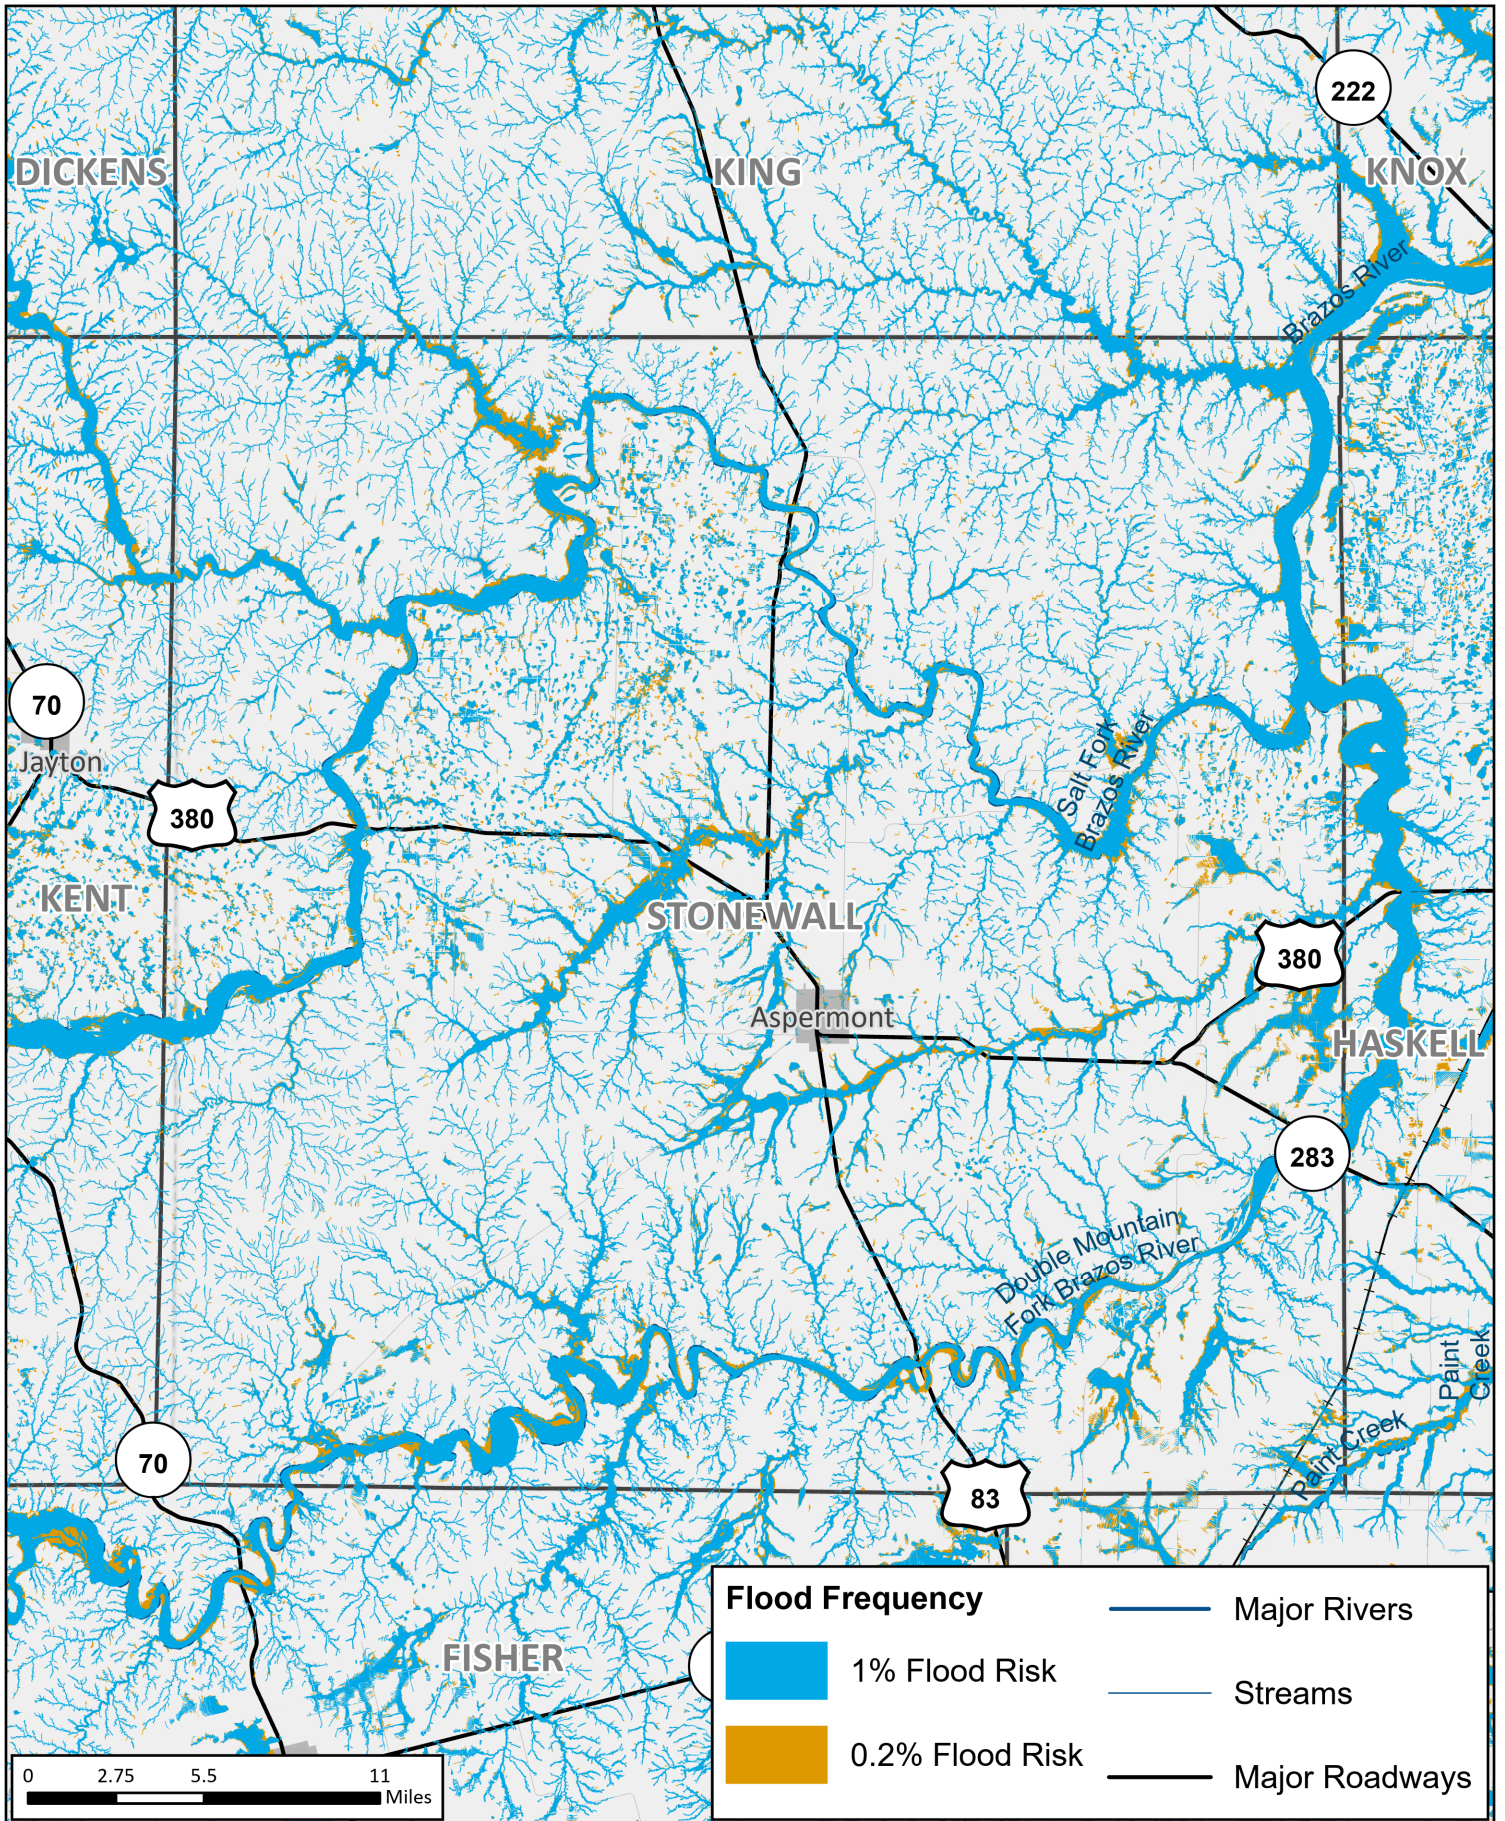 222
DICKENS
KING
KNOX
Brazos River
70
Jayton
380
Salt Fork
Brazos River
KENT
STONEWALL
380
Aspermont
HASKELL
283
Double Mountain
Fork Brazos River
Paint
Creek
Paint Creek
70
83
FISHER
Flood Frequency
1% Flood Risk
0.2% Flood Risk
Major Rivers
Streams
Major Roadways
0 2.75 5.5 11
Miles